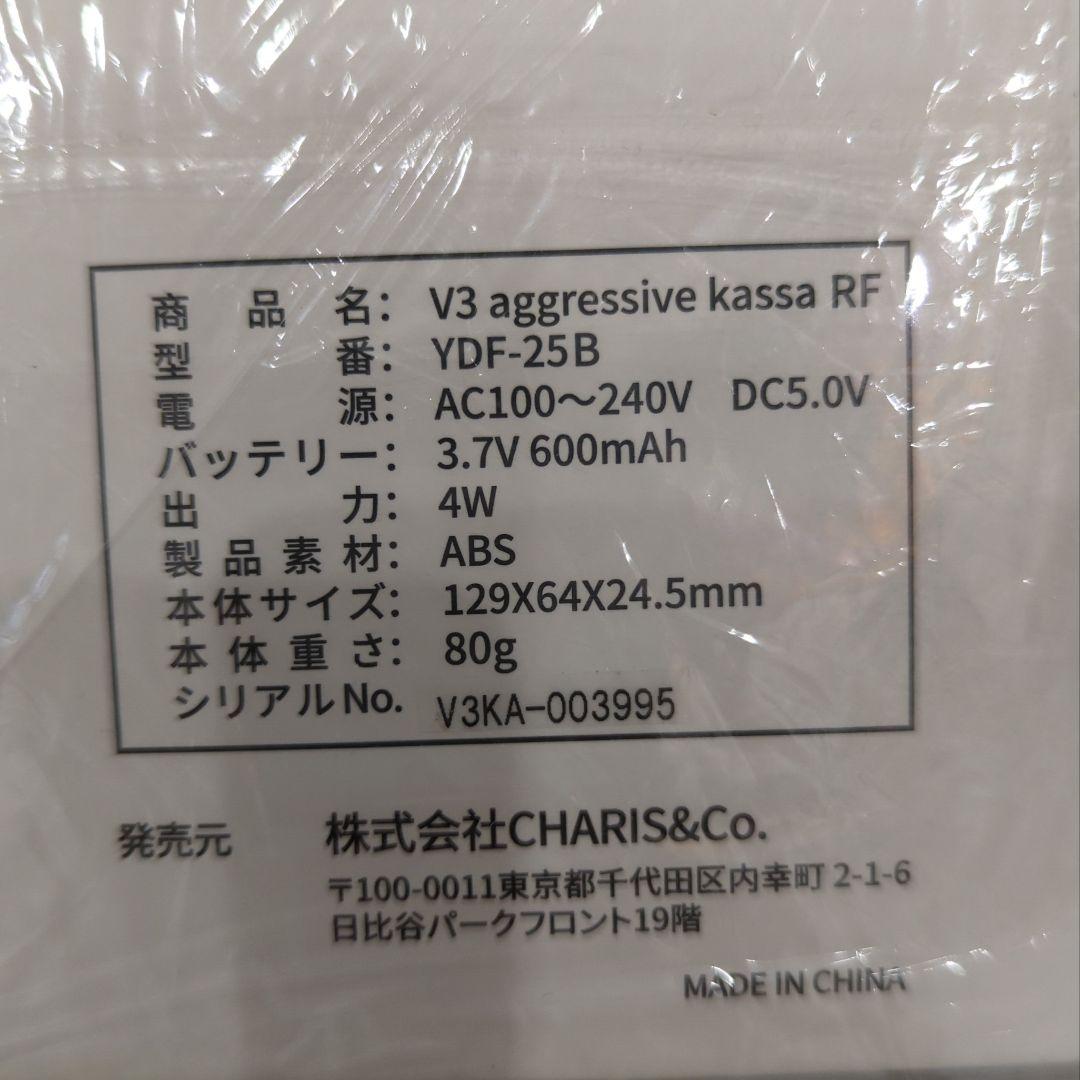 商品名： V3 aggressive kassa RF
型番： YDF-25B
電源： AC100～240V DC5.0V
バッテリー： 3.7V 600mAh
出力： 4W
製品素材： ABS
本体サイズ： 129X64X24.5mm
本体重さ： 80g
シリアルNo. V3KA-003995
発売元 株式会社CHARIS&Co.
〒100-0011東京都千代田区内幸町 2-1-6
日比谷パークフロント19階
MADE IN CHINA